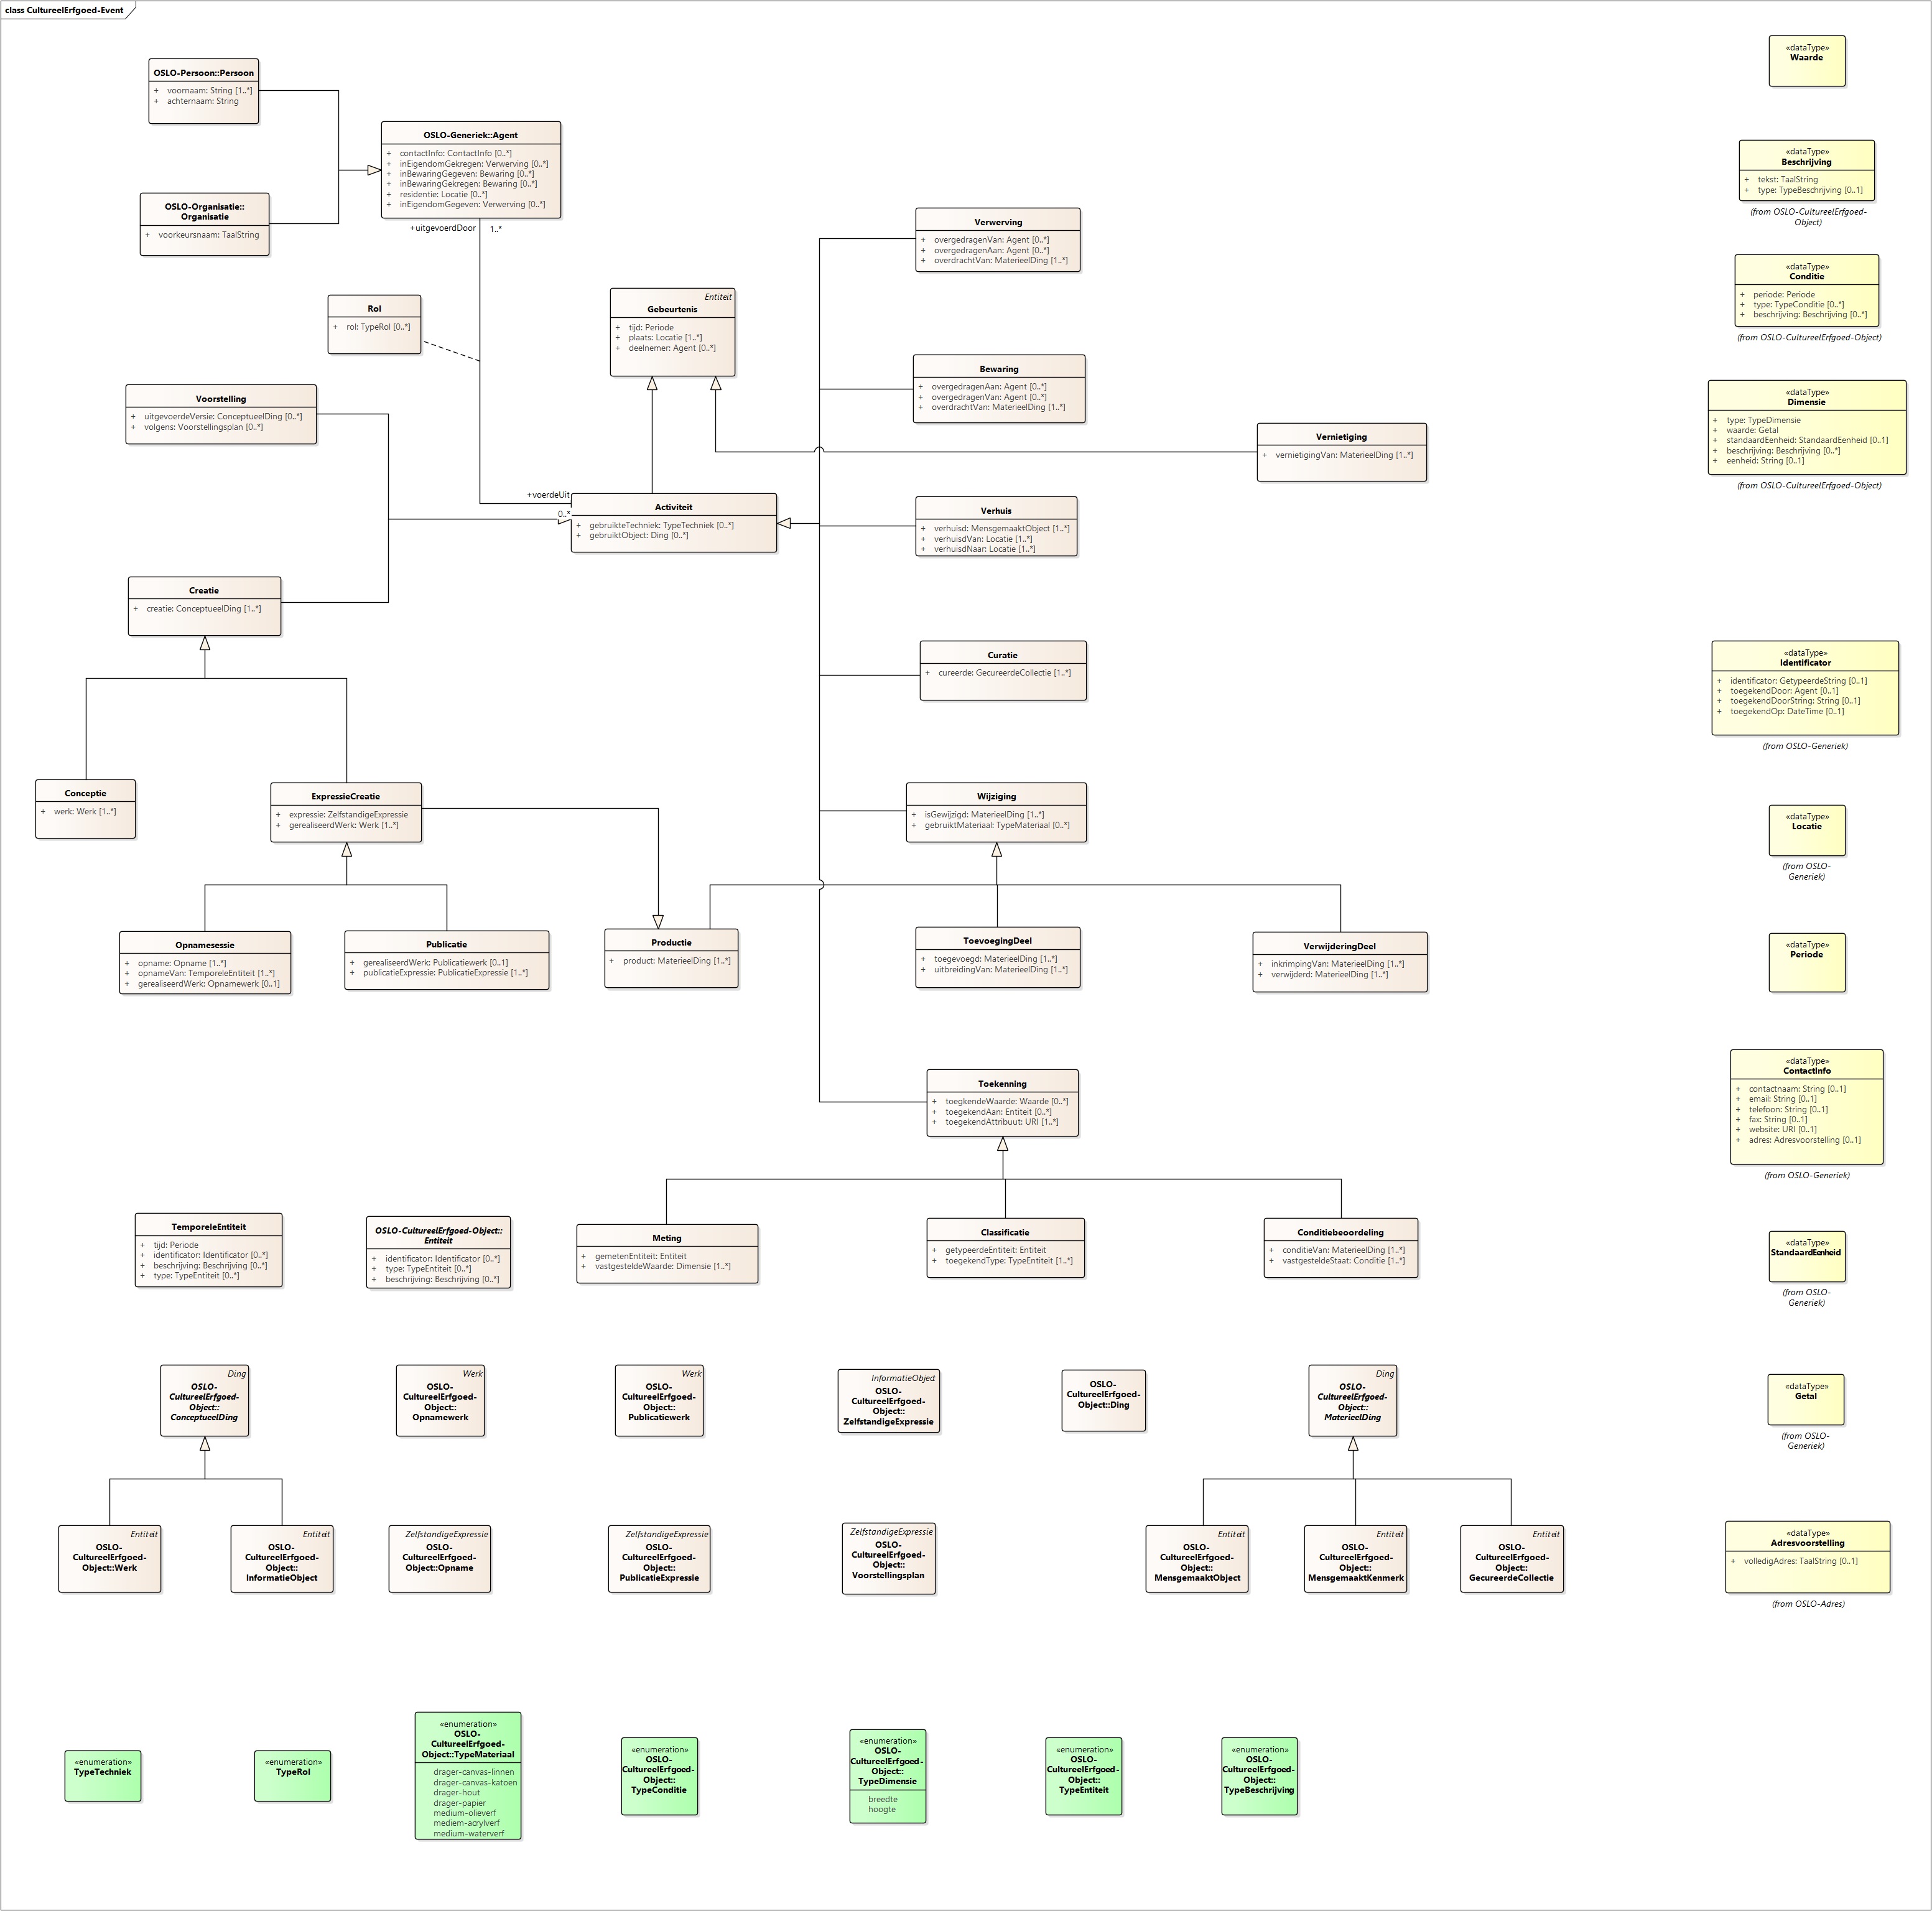 class CultureelErfgoed-Event
OSLO-Persoon::Persoon
+ voornaam: String [1..*]
+ achternaam: String
OSLO-Organisatie::
Organisatie
+ voorkeursnaam: TaalString
OSLO-Generiek::Agent
+ contactInfo: ContactInfo [0..*]
+ inEigendomGekregen: Verwerving [0..*]
+ inBewaringGegeven: Bewaring [0..*]
+ inBewaringGekregen: Bewaring [0..*]
+ residentie: Locatie [0..*]
+ inEigendomGegeven: Verwerving [0..*]
+uitgevoerdDoor 1..*
Rol
+ rol: TypeRol [0..*]
Entiteit
Gebeurtenis
+ tijd: Periode
+ plaats: Locatie [1..*]
+ deelnemer: Agent [0..*]
Verwerving
+ overgedragenVan: Agent [0..*]
+ overgedragenAan: Agent [0..*]
+ overdrachtVan: MaterieelDing [1..*]
Bewaring
+ overgedragenAan: Agent [0..*]
+ overgedragenVan: Agent [0..*]
+ overdrachtVan: MaterieelDing [1..*]
Vernietiging
+ vernietigingVan: MaterieelDing [1..*]
Voorstelling
+ uitgevoerdeVersie: ConceptueelDing [0..*]
+ volgens: Voorstellingsplan [0..*]
+voerdeUit
0..*
Activiteit
+ gebruikteTechniek: TypeTechniek [0..*]
+ gebruiktObject: Ding [0..*]
Verhuis
+ verhuisd: MensgemaaktObject [1..*]
+ verhuisdVan: Locatie [1..*]
+ verhuisdNaar: Locatie [1..*]
Creatie
+ creatie: ConceptueelDing [1..*]
Curatie
+ cureerde: GecureerdeCollectie [1..*]
Conceptie
+ werk: Werk [1..*]
ExpressieCreatie
+ expressie: ZelfstandigeExpressie
+ gerealiseerdWerk: Werk [1..*]
Wijziging
+ isGewijzigd: MaterieelDing [1..*]
+ gebruiktMateriaal: TypeMateriaal [0..*]
Opnamesessie
+ opname: Opname [1..*]
+ opnameVan: TemporeleEntiteit [1..*]
+ gerealiseerdWerk: Opnamewerk [0..1]
Publicatie
+ gerealiseerdWerk: Publicatiewerk [0..1]
+ publicatieExpressie: PublicatieExpressie [1..*]
Productie
+ product: MaterieelDing [1..*]
ToevoegingDeel
+ toegevoegd: MaterieelDing [1..*]
+ uitbreidingVan: MaterieelDing [1..*]
VerwijderingDeel
+ inkrimpingVan: MaterieelDing [1..*]
+ verwijderd: MaterieelDing [1..*]
Toekenning
+ toegkendeWaarde: Waarde [0..*]
+ toegekendAan: Entiteit [0..*]
+ toegekendAttribuut: URI [1..*]
TemporeleEntiteit
+ tijd: Periode
+ identificator: Identificator [0..*]
+ beschrijving: Beschrijving [0..*]
+ type: TypeEntiteit [0..*]
OSLO-CultureelErfgoed-Object::
Entiteit
+ identificator: Identificator [0..*]
+ type: TypeEntiteit [0..*]
+ beschrijving: Beschrijving [0..*]
Meting
+ gemetenEntiteit: Entiteit
+ vastgesteldeWaarde: Dimensie [1..*]
Classificatie
+ getypeerdeEntiteit: Entiteit
+ toegekendType: TypeEntiteit [1..*]
Conditiebeoordeling
+ conditieVan: MaterieelDing [1..*]
+ vastgesteldeStaat: Conditie [1..*]
Ding
OSLO-
CultureelErfgoed-
Object::
ConceptueelDing
Werk
OSLO-
CultureelErfgoed-
Object::
Opnamewerk
Werk
OSLO-
CultureelErfgoed-
Object::
Publicatiewerk
InformatieObject
OSLO-
CultureelErfgoed-
Object::
ZelfstandigeExpressie
OSLO-
CultureelErfgoed-
Object::Ding
Ding
OSLO-
CultureelErfgoed-
Object::
MaterieelDing
Entiteit
OSLO-
CultureelErfgoed-
Object::Werk
Entiteit
OSLO-
CultureelErfgoed-
Object::
InformatieObject
ZelfstandigeExpressie
OSLO-
CultureelErfgoed-
Object::Opname
ZelfstandigeExpressie
OSLO-
CultureelErfgoed-
Object::
PublicatieExpressie
ZelfstandigeExpressie
OSLO-
CultureelErfgoed-
Object::
Voorstellingsplan
Entiteit
OSLO-
CultureelErfgoed-
Object::
MensgemaaktObject
Entiteit
OSLO-
CultureelErfgoed-
Object::
MensgemaaktKenmerk
Entiteit
OSLO-
CultureelErfgoed-
Object::
GecureerdeCollectie
«enumeration»
TypeTechniek
«enumeration»
TypeRol
«enumeration»
OSLO-
CultureelErfgoed-
Object::TypeMateriaal
drager-canvas-linnen
drager-canvas-katoen
drager-hout
drager-papier
medium-olieverf
mediem-acrylverf
medium-waterverf
«enumeration»
OSLO-
CultureelErfgoed-
Object::
TypeConditie
«enumeration»
OSLO-
CultureelErfgoed-
Object::
TypeDimensie
breedte
hoogte
«enumeration»
OSLO-
CultureelErfgoed-
Object::
TypeEntiteit
«enumeration»
OSLO-
CultureelErfgoed-
Object::
TypeBeschrijving
«dataType»
Waarde
«dataType»
Beschrijving
+ tekst: TaalString
+ type: TypeBeschrijving [0..1]
(from OSLO-CultureelErfgoed-
Object)
«dataType»
Conditie
+ periode: Periode
+ type: TypeConditie [0..*]
+ beschrijving: Beschrijving [0..*]
(from OSLO-CultureelErfgoed-Object)
«dataType»
Dimensie
+ type: TypeDimensie
+ waarde: Getal
+ standaardEenheid: StandaardEenheid [0..1]
+ beschrijving: Beschrijving [0..*]
+ eenheid: String [0..1]
(from OSLO-CultureelErfgoed-Object)
«dataType»
Identificator
+ identificator: GetypeerdeString [0..1]
+ toegekendDoor: Agent [0..1]
+ toegekendDoorString: String [0..1]
+ toegekendOp: DateTime [0..1]
(from OSLO-Generiek)
«dataType»
Locatie
(from OSLO-
Generiek)
«dataType»
Periode
«dataType»
ContactInfo
+ contactnaam: String [0..1]
+ email: String [0..1]
+ telefoon: String [0..1]
+ fax: String [0..1]
+ website: URI [0..1]
+ adres: Adresvoorstelling [0..1]
(from OSLO-Generiek)
«dataType»
StandaardEenheid
(from OSLO-
Generiek)
«dataType»
Getal
(from OSLO-
Generiek)
«dataType»
Adresvoorstelling
+ volledigAdres: TaalString [0..1]
(from OSLO-Adres)